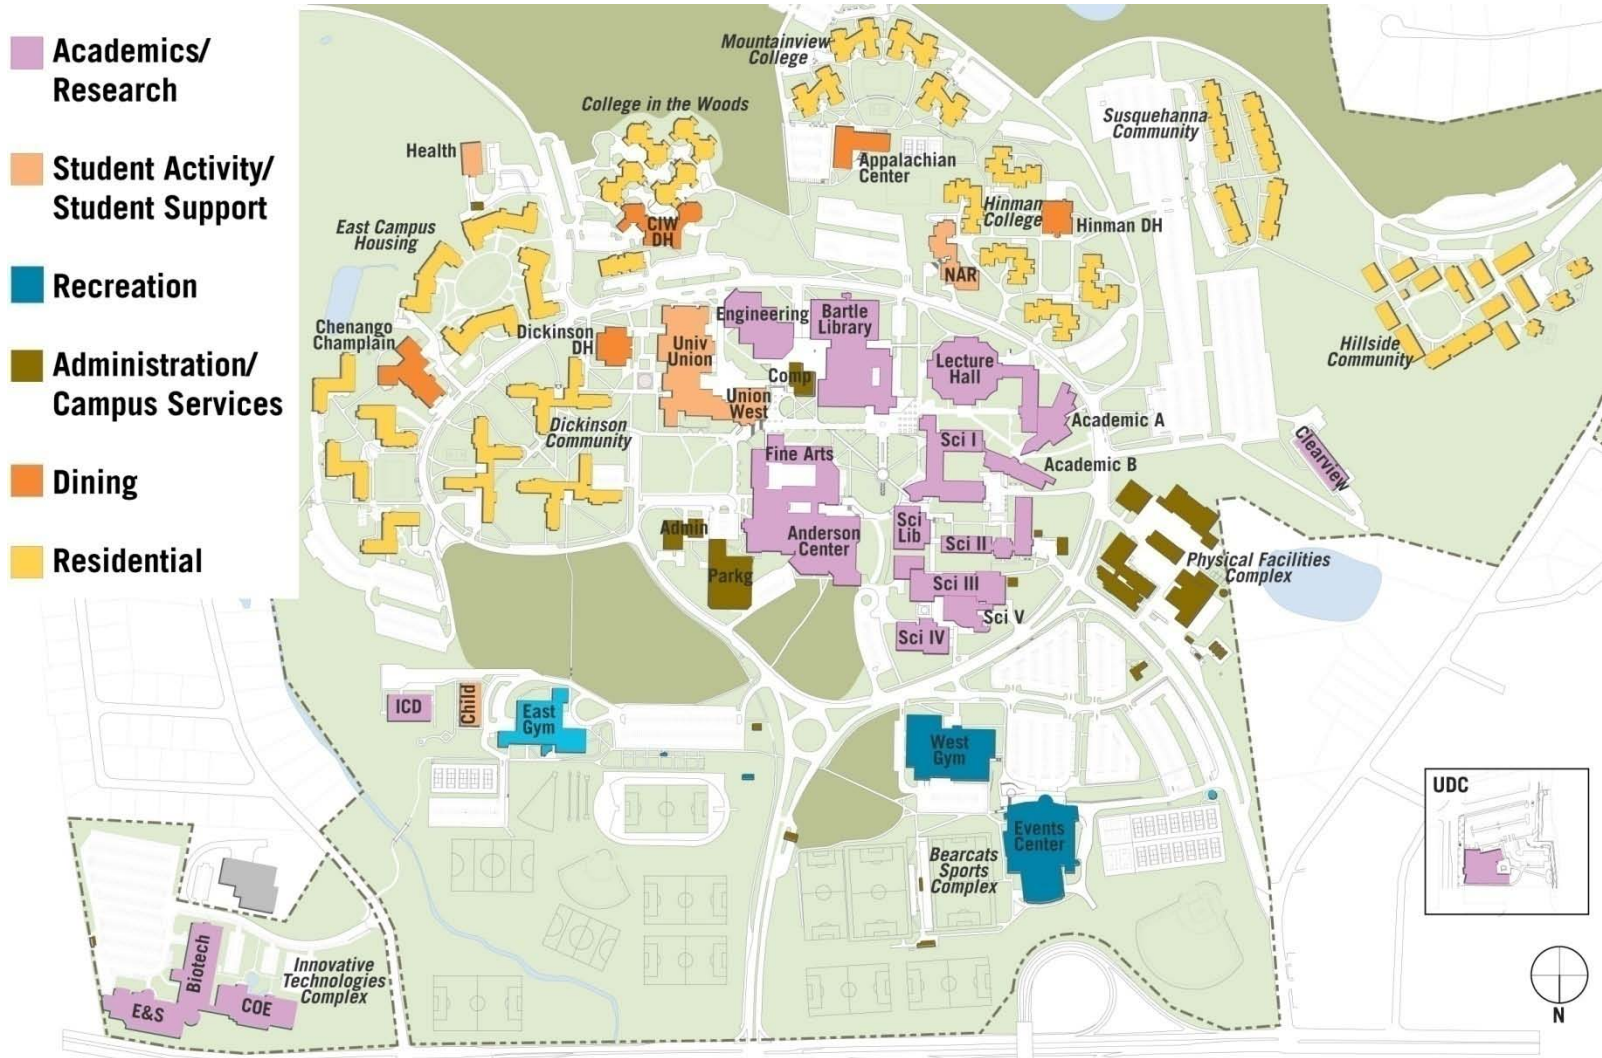 Academics/
Research
Student Activity/
Student Support
Recreation
Administration/
Campus Services
Dining
Residential
Mountainview
College
College in the Woods
Susquehanna
Community
Health
Appalachian
Center
East Campus
Housing
CIW
DH
Hinman
College
Hinman DH
NAR
Chenango
Champlain
Dickinson
DH
Univ
Union
Engineering
Bartle
Library
Lecture
Hall
Hillside
Community
Comp
Union
West
Dickinson
Community
Academic A
Fine Arts
Sci I
Academic B
Clearview
Admin
Anderson
Center
Sci
Lib
Sci II
Physical Facilities
Complex
Parkg
Sci III
Sci V
Sci IV
ICD
Child
East
Gym
West
Gym
Events
Center
Bearcats
Sports
Complex
UDC
Biotech
Innovative
Technologies
Complex
E&S
COE
N